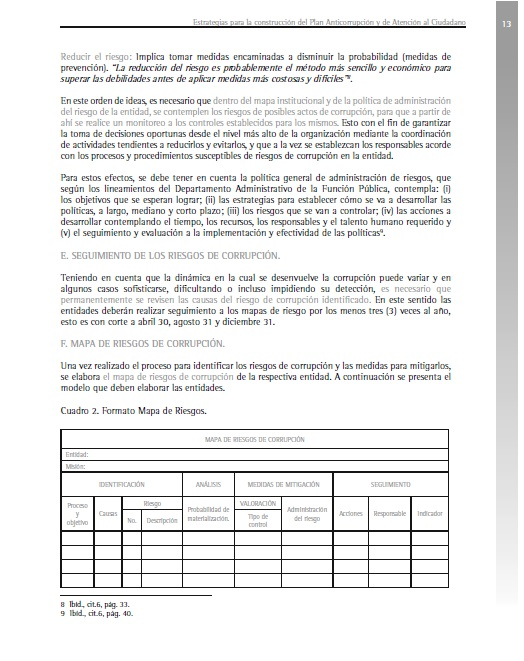 Estrategias para la construcción del Plan Anticorrupción y de Atención al Ciudadano
13
Reducir el riesgo: Implica tomar medidas encaminadas a disminuir la probabilidad (medidas de
prevención). "La reducción del riesgo es probablemente el método más sencillo y económico para
superar las debilidades antes de aplicar medidas más costosas y difíciles"⁸.
En este orden de ideas, es necesario que dentro del mapa institucional y de la política de administración
del riesgo de la entidad, se contemplen los riesgos de posibles actos de corrupción, para que a partir de
ahí se realice un monitoreo a los controles establecidos para los mismos. Esto con el fin de garantizar
la toma de decisiones oportunas desde el nivel más alto de la organización mediante la coordinación
de actividades tendientes a reducirlos y evitarlos, y que a la vez se establezcan los responsables acorde
con los procesos y procedimientos susceptibles de riesgos de corrupción en la entidad.
Para estos efectos, se debe tener en cuenta la política general de administración de riesgos, que
según los lineamientos del Departamento Administrativo de la Función Pública, contempla: (i)
los objetivos que se esperan lograr; (ii) las estrategias para establecer cómo se va a desarrollar las
políticas, a largo, mediano y corto plazo; (iii) los riesgos que se van a controlar; (iv) las acciones a
desarrollar contemplando el tiempo, los recursos, los responsables y el talento humano requerido y
(v) el seguimiento y evaluación a la implementación y efectividad de las políticas⁹.
E. SEGUIMIENTO DE LOS RIESGOS DE CORRUPCIÓN.
Teniendo en cuenta que la dinámica en la cual se desenvuelve la corrupción puede variar y en
algunos casos sofisticarse, dificultando o incluso impidiendo su detección, es necesario que
permanentemente se revisen las causas del riesgo de corrupción identificado. En este sentido las
entidades deberán realizar seguimiento a los mapas de riesgo por los menos tres (3) veces al año,
esto es con corte a abril 30, agosto 31 y diciembre 31.
F. MAPA DE RIESGOS DE CORRUPCIÓN.
Una vez realizado el proceso para identificar los riesgos de corrupción y las medidas para mitigarlos,
se elabora el mapa de riesgos de corrupción de la respectiva entidad. A continuación se presenta el
modelo que deben elaborar las entidades.
Cuadro 2. Formato Mapa de Riesgos.
MAPA DE RIESGOS DE CORRUPCIÓN
Entidad:
Misión:
IDENTIFICACIÓN ANÁLISIS MEDIDAS DE MITIGACIÓN SEGUIMIENTO
Proceso y objetivo Causas Riesgo Probabilidad de materialización. VALORACIÓN Administración del riesgo Acciones Responsable Indicador
No. Descripción Tipo de control
8 Ibíd., cit.6, pág. 33.
9 Ibíd., cit.6, pág. 40.